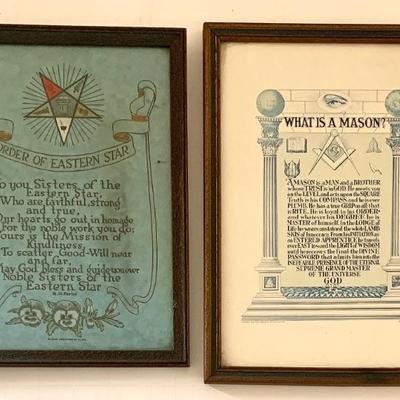 ORDER OF EASTERN STAR
To you Sisters of the
Eastern Star,
Who are faithful, strong
and true,
Our hearts go out in homage
For the noble work you do;
Yours is the Mission of
Kindliness,
To scatter Good-Will near
and far.
May God bless and guide you ever
Noble Sisters of the
Eastern Star
WHAT IS A MASON?
G
A MASON is a MAN and a BROTHER
whose TRUST is in GOD. He meets you
on the LEVEL and acts upon the SQUARE
Truth is his COMPASS and he is ever
PLUMB. He has a true GRIP on all that
is RITE. He is loyal to his ORDER-
and whatever his DEGREE he is
MASTER of himself. In the LODGE of
Life he wears unstained the white LAMB
SKIN of Innocence. From his INITIATION as
an ENTERED APPRENTICE he travels
ever EAST toward the LIGHT of WISDOM
until he receives the final the DIVINE
PASSWORD that admits him into the
INEFFABLE PRESENCE OF THE ETERNAL
SUPREME GRAND MASTER
OF THE UNIVERSE
GOD